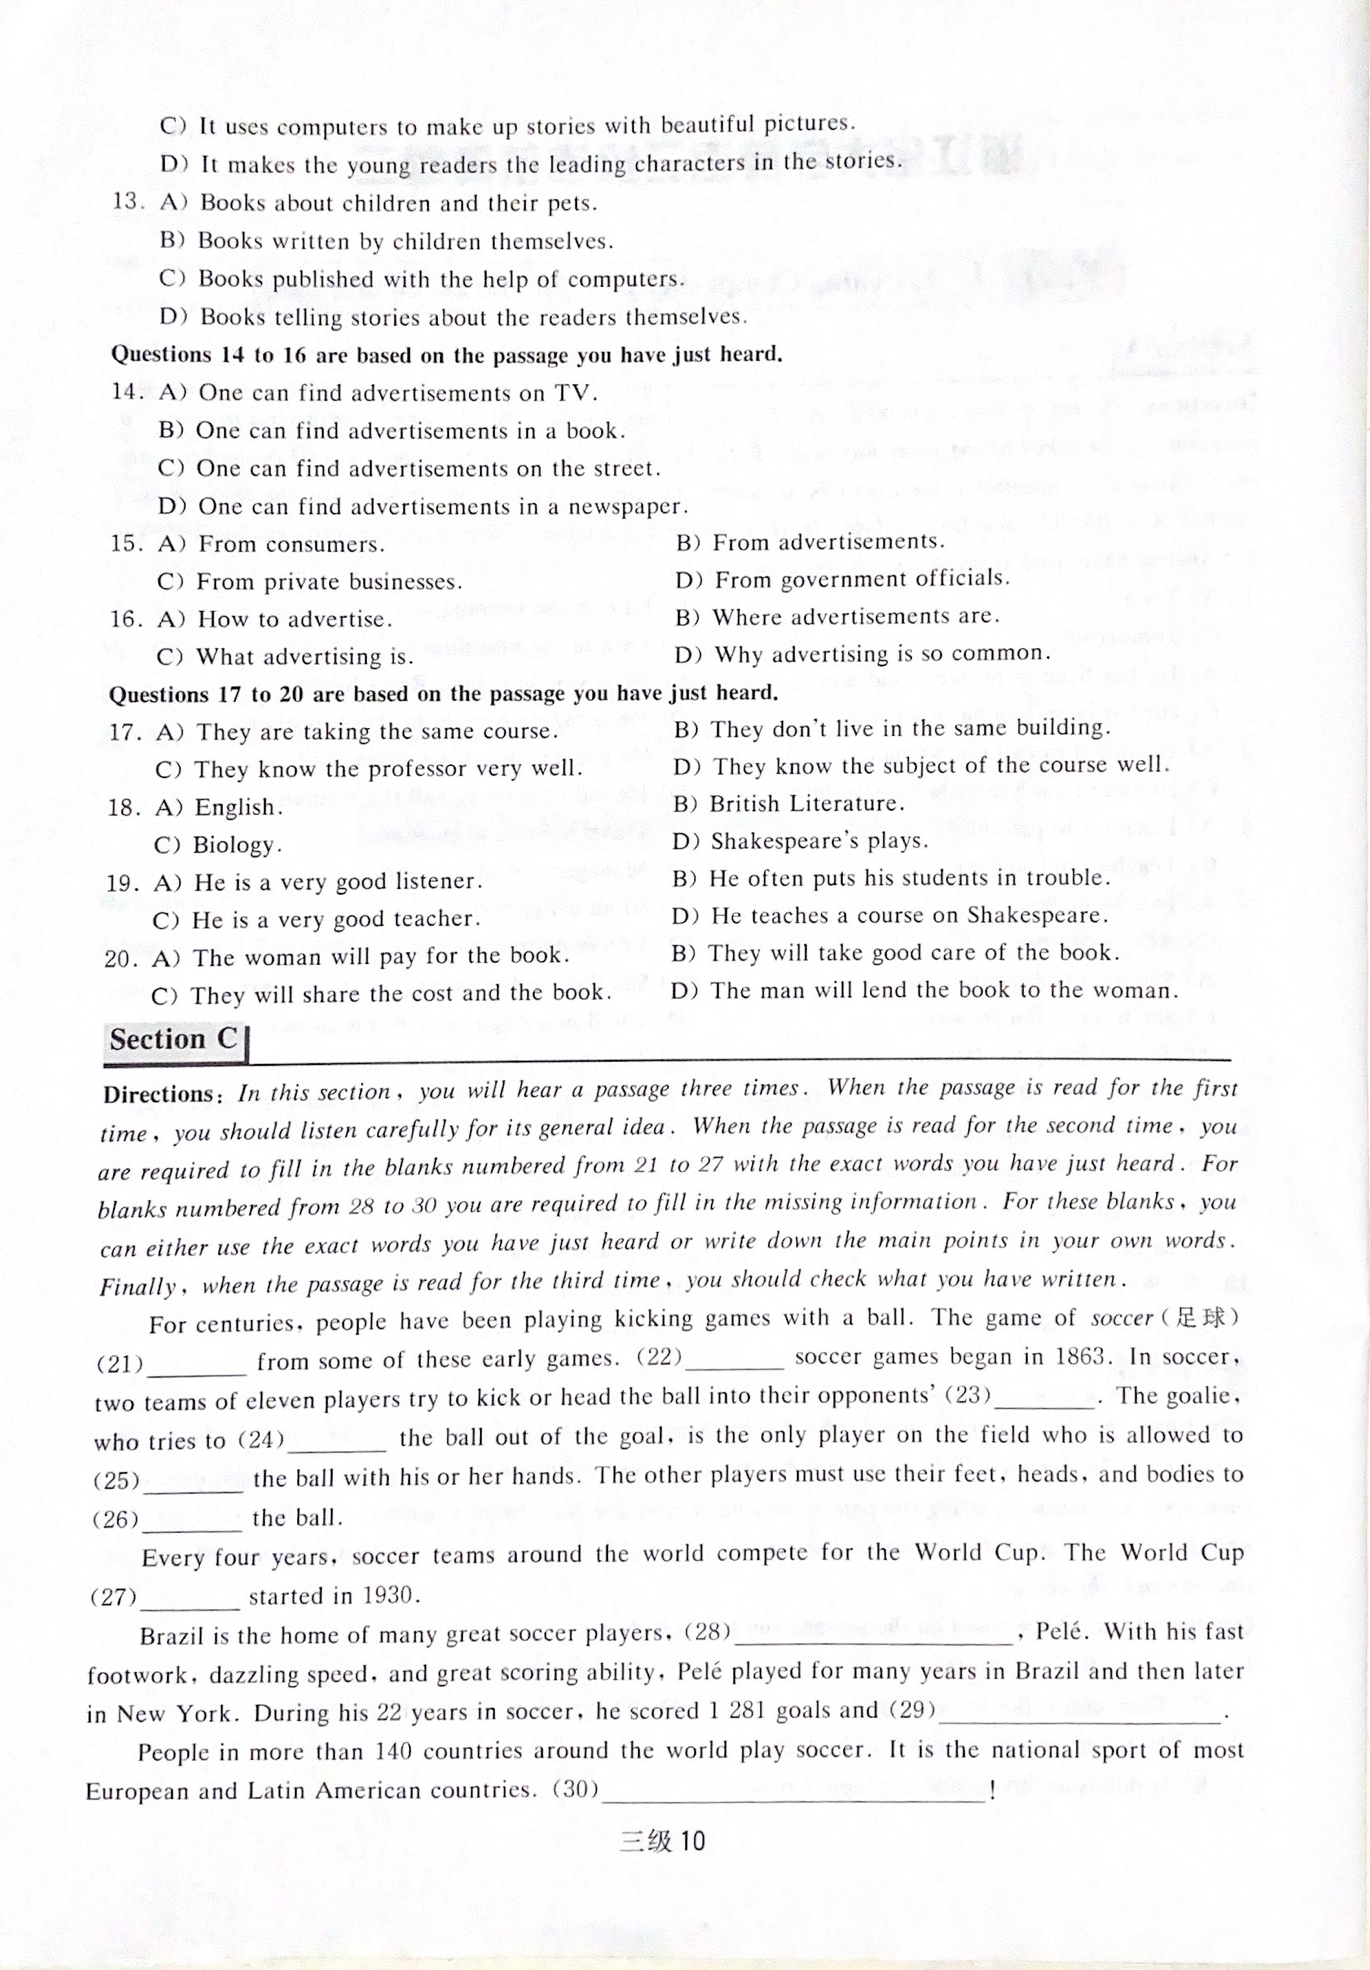 C) It uses computers to make up stories with beautiful pictures.
D) It makes the young readers the leading characters in the stories.
13. A) Books about children and their pets.
B) Books written by children themselves.
C) Books published with the help of computers.
D) Books telling stories about the readers themselves.
Questions 14 to 16 are based on the passage you have just heard.
14. A) One can find advertisements on TV.
B) One can find advertisements in a book.
C) One can find advertisements on the street.
D) One can find advertisements in a newspaper.
15. A) From consumers. B) From advertisements.
C) From private businesses. D) From government officials.
16. A) How to advertise. B) Where advertisements are.
C) What advertising is. D) Why advertising is so common.
Questions 17 to 20 are based on the passage you have just heard.
17. A) They are taking the same course. B) They don't live in the same building.
C) They know the professor very well. D) They know the subject of the course well.
18. A) English. B) British Literature.
C) Biology. D) Shakespeare's plays.
19. A) He is a very good listener. B) He often puts his students in trouble.
C) He is a very good teacher. D) He teaches a course on Shakespeare.
20. A) The woman will pay for the book. B) They will take good care of the book.
C) They will share the cost and the book. D) The man will lend the book to the woman.
Section C
Directions: In this section, you will hear a passage three times. When the passage is read for the first
time, you should listen carefully for its general idea. When the passage is read for the second time, you
are required to fill in the blanks numbered from 21 to 27 with the exact words you have just heard. For
blanks numbered from 28 to 30 you are required to fill in the missing information. For these blanks, you
can either use the exact words you have just heard or write down the main points in your own words.
Finally, when the passage is read for the third time, you should check what you have written.
For centuries, people have been playing kicking games with a ball. The game of soccer(足球)
(21)________ from some of these early games. (22)________ soccer games began in 1863. In soccer,
two teams of eleven players try to kick or head the ball into their opponents' (23)________. The goalie,
who tries to (24)________ the ball out of the goal, is the only player on the field who is allowed to
(25)________ the ball with his or her hands. The other players must use their feet, heads, and bodies to
(26)________ the ball.
Every four years, soccer teams around the world compete for the World Cup. The World Cup
(27)________ started in 1930.
Brazil is the home of many great soccer players, (28)______________________, Pelé. With his fast
footwork, dazzling speed, and great scoring ability, Pelé played for many years in Brazil and then later
in New York. During his 22 years in soccer, he scored 1 281 goals and (29)______________________.
People in more than 140 countries around the world play soccer. It is the national sport of most
European and Latin American countries. (30)______________________________!
三级 10